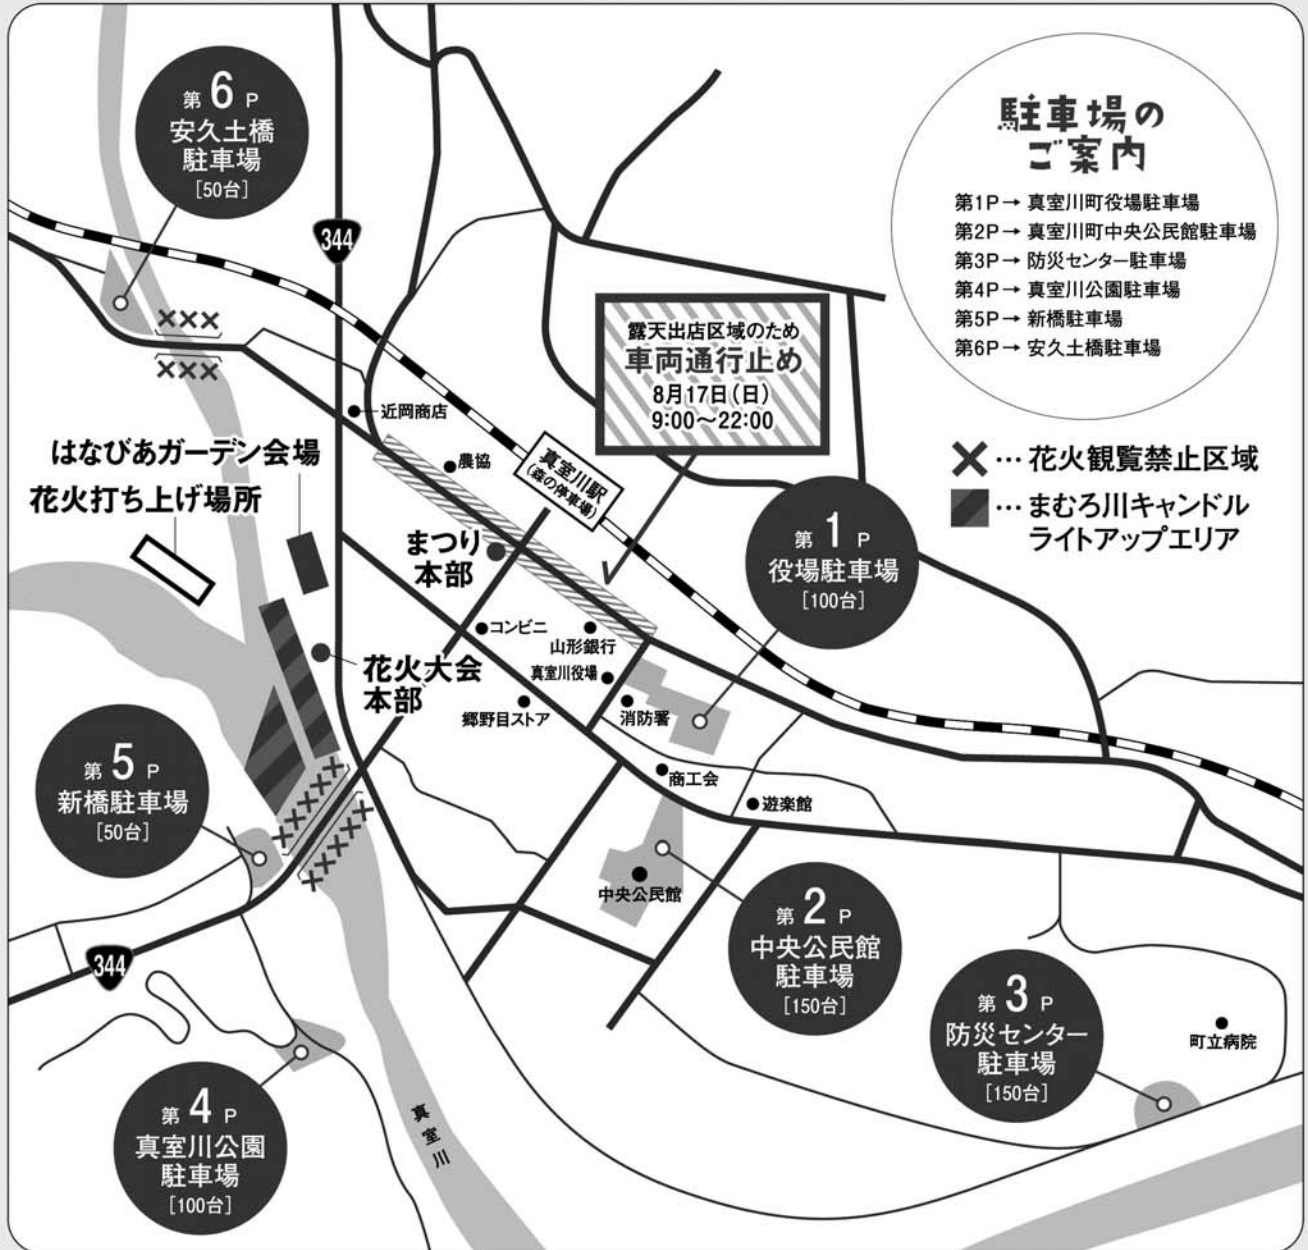 駐車場の
ご案内
第1P→ 真室川町役場駐車場
第2P→ 真室川町中央公民館駐車場
第3P→ 防災センター駐車場
第4P→ 真室川公園駐車場
第5P→ 新橋駐車場
第6P→ 安久土橋駐車場
第6P
安久土橋
駐車場
[50台]
344
露天出店区域のため
車両通行止め
8月17日(日)
9:00～22:00
× … 花火観覧禁止区域
… まむろ川キャンドル
ライトアップエリア
近岡商店
農協
真室川駅
(森の停車場)
はなびあガーデン会場
花火打ち上げ場所
まつり
本部
第1P
役場駐車場
[100台]
コンビニ
山形銀行
真室川役場
花火大会
本部
郷野目ストア
消防署
商工会
遊楽館
第5P
新橋駐車場
[50台]
中央公民館
第2P
中央公民館
駐車場
[150台]
344
第3P
防災センター
駐車場
[150台]
町立病院
第4P
真室川公園
駐車場
[100台]
真室川